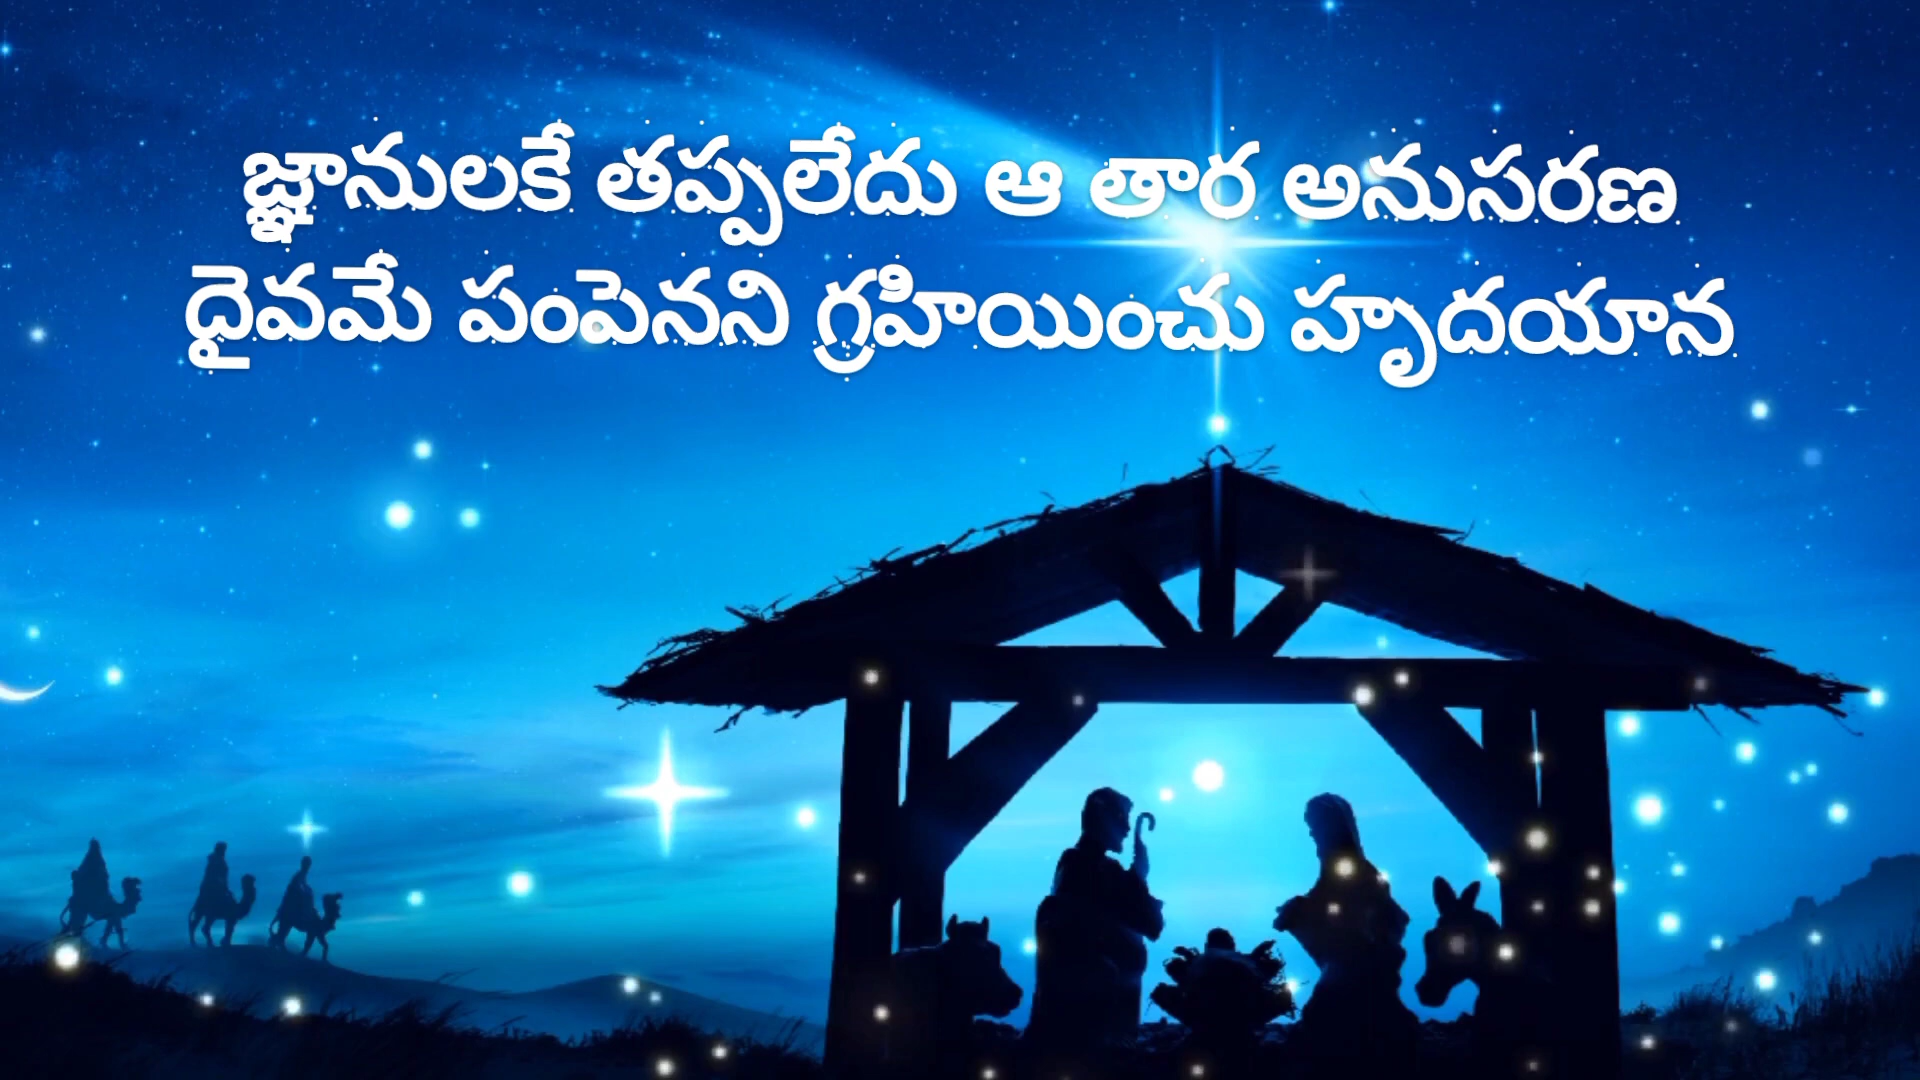 జ్ఞానులకే తప్పలేదు ఆ తార అనుసరణ
దైవమే పంపెనని గ్రహియించు హృదయాన